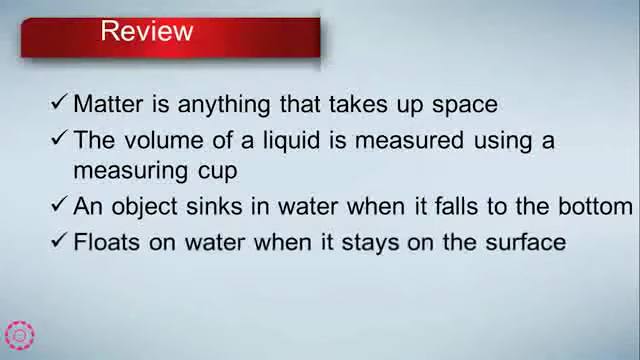 Review
✓ Matter is anything that takes up space
✓ The volume of a liquid is measured using a
measuring cup
✓ An object sinks in water when it falls to the bottom
✓ Floats on water when it stays on the surface